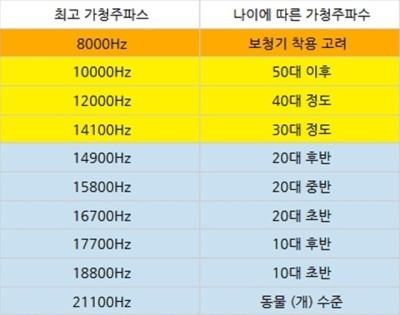 최고 가청주파스 나이에 따른 가청주파수
8000Hz 보청기 착용 고려
10000Hz 50대 이후
12000Hz 40대 정도
14100Hz 30대 정도
14900Hz 20대 후반
15800Hz 20대 중반
16700Hz 20대 초반
17700Hz 10대 후반
18800Hz 10대 초반
21100Hz 동물 (개) 수준